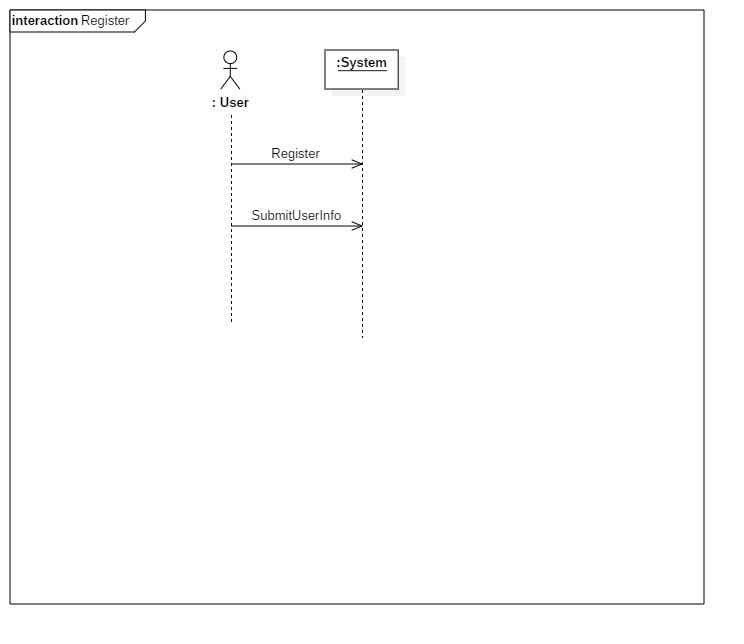 interaction Register
:System
: User
Register
SubmitUserInfo